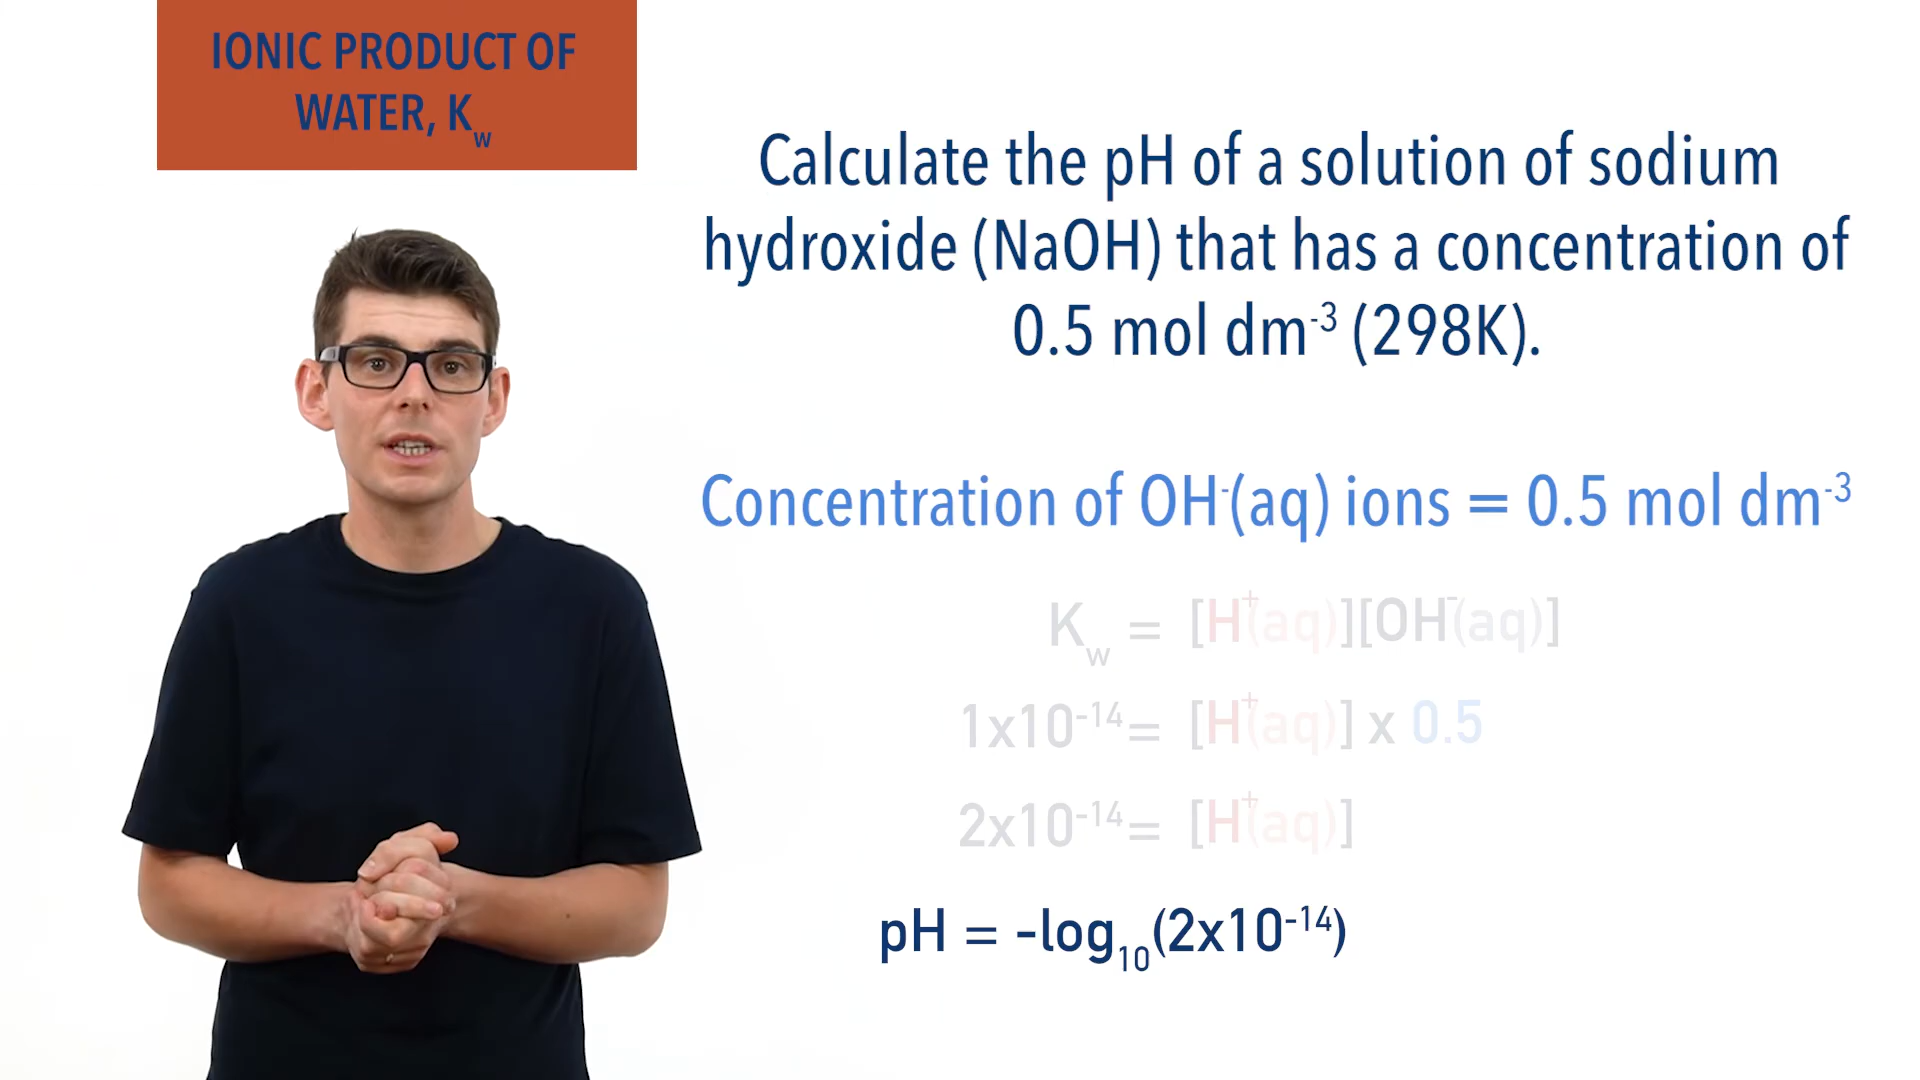 IONIC PRODUCT OF
WATER, Kw
Calculate the pH of a solution of sodium
hydroxide (NaOH) that has a concentration of
0.5 mol dm⁻³ (298K).
Concentration of OH⁻(aq) ions = 0.5 mol dm⁻³
Kw = [H⁺(aq)][OH⁻(aq)]
1x10⁻¹⁴ = [H⁺(aq)] x 0.5
2x10⁻¹⁴ = [H⁺(aq)]
pH = -log₁₀(2x10⁻¹⁴)